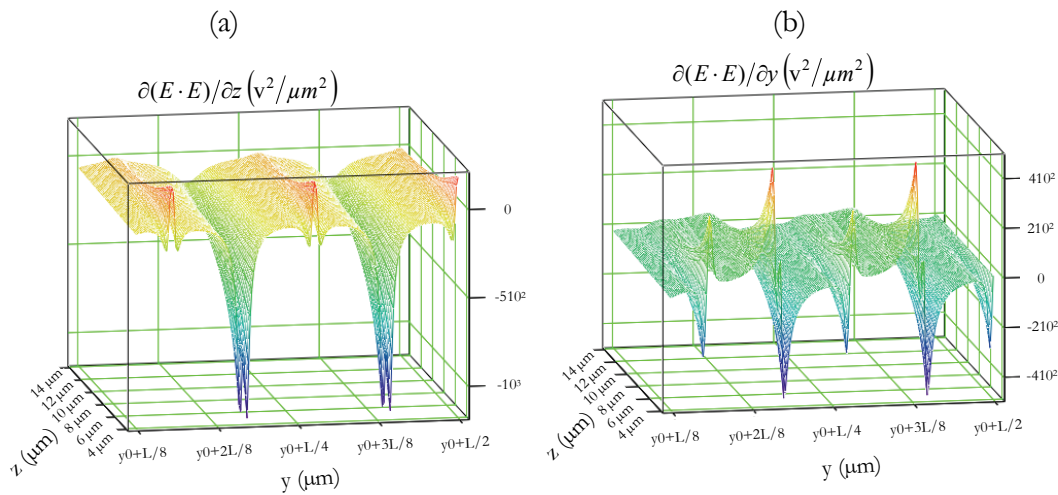 (a)
∂(E·E)/∂z (v²/μm²)
0
-510²
-10³
14 μm
12 μm
10 μm
8 μm
6 μm
4 μm
z (μm)
y0+L/8
y0+2L/8
y0+L/4
y0+3L/8
y0+L/2
y (μm)
(b)
∂(E·E)/∂y (v²/μm²)
410²
210²
0
-210²
-410²
14 μm
12 μm
10 μm
8 μm
6 μm
4 μm
z (μm)
y0+L/8
y0+2L/8
y0+L/4
y0+3L/8
y0+L/2
y (μm)